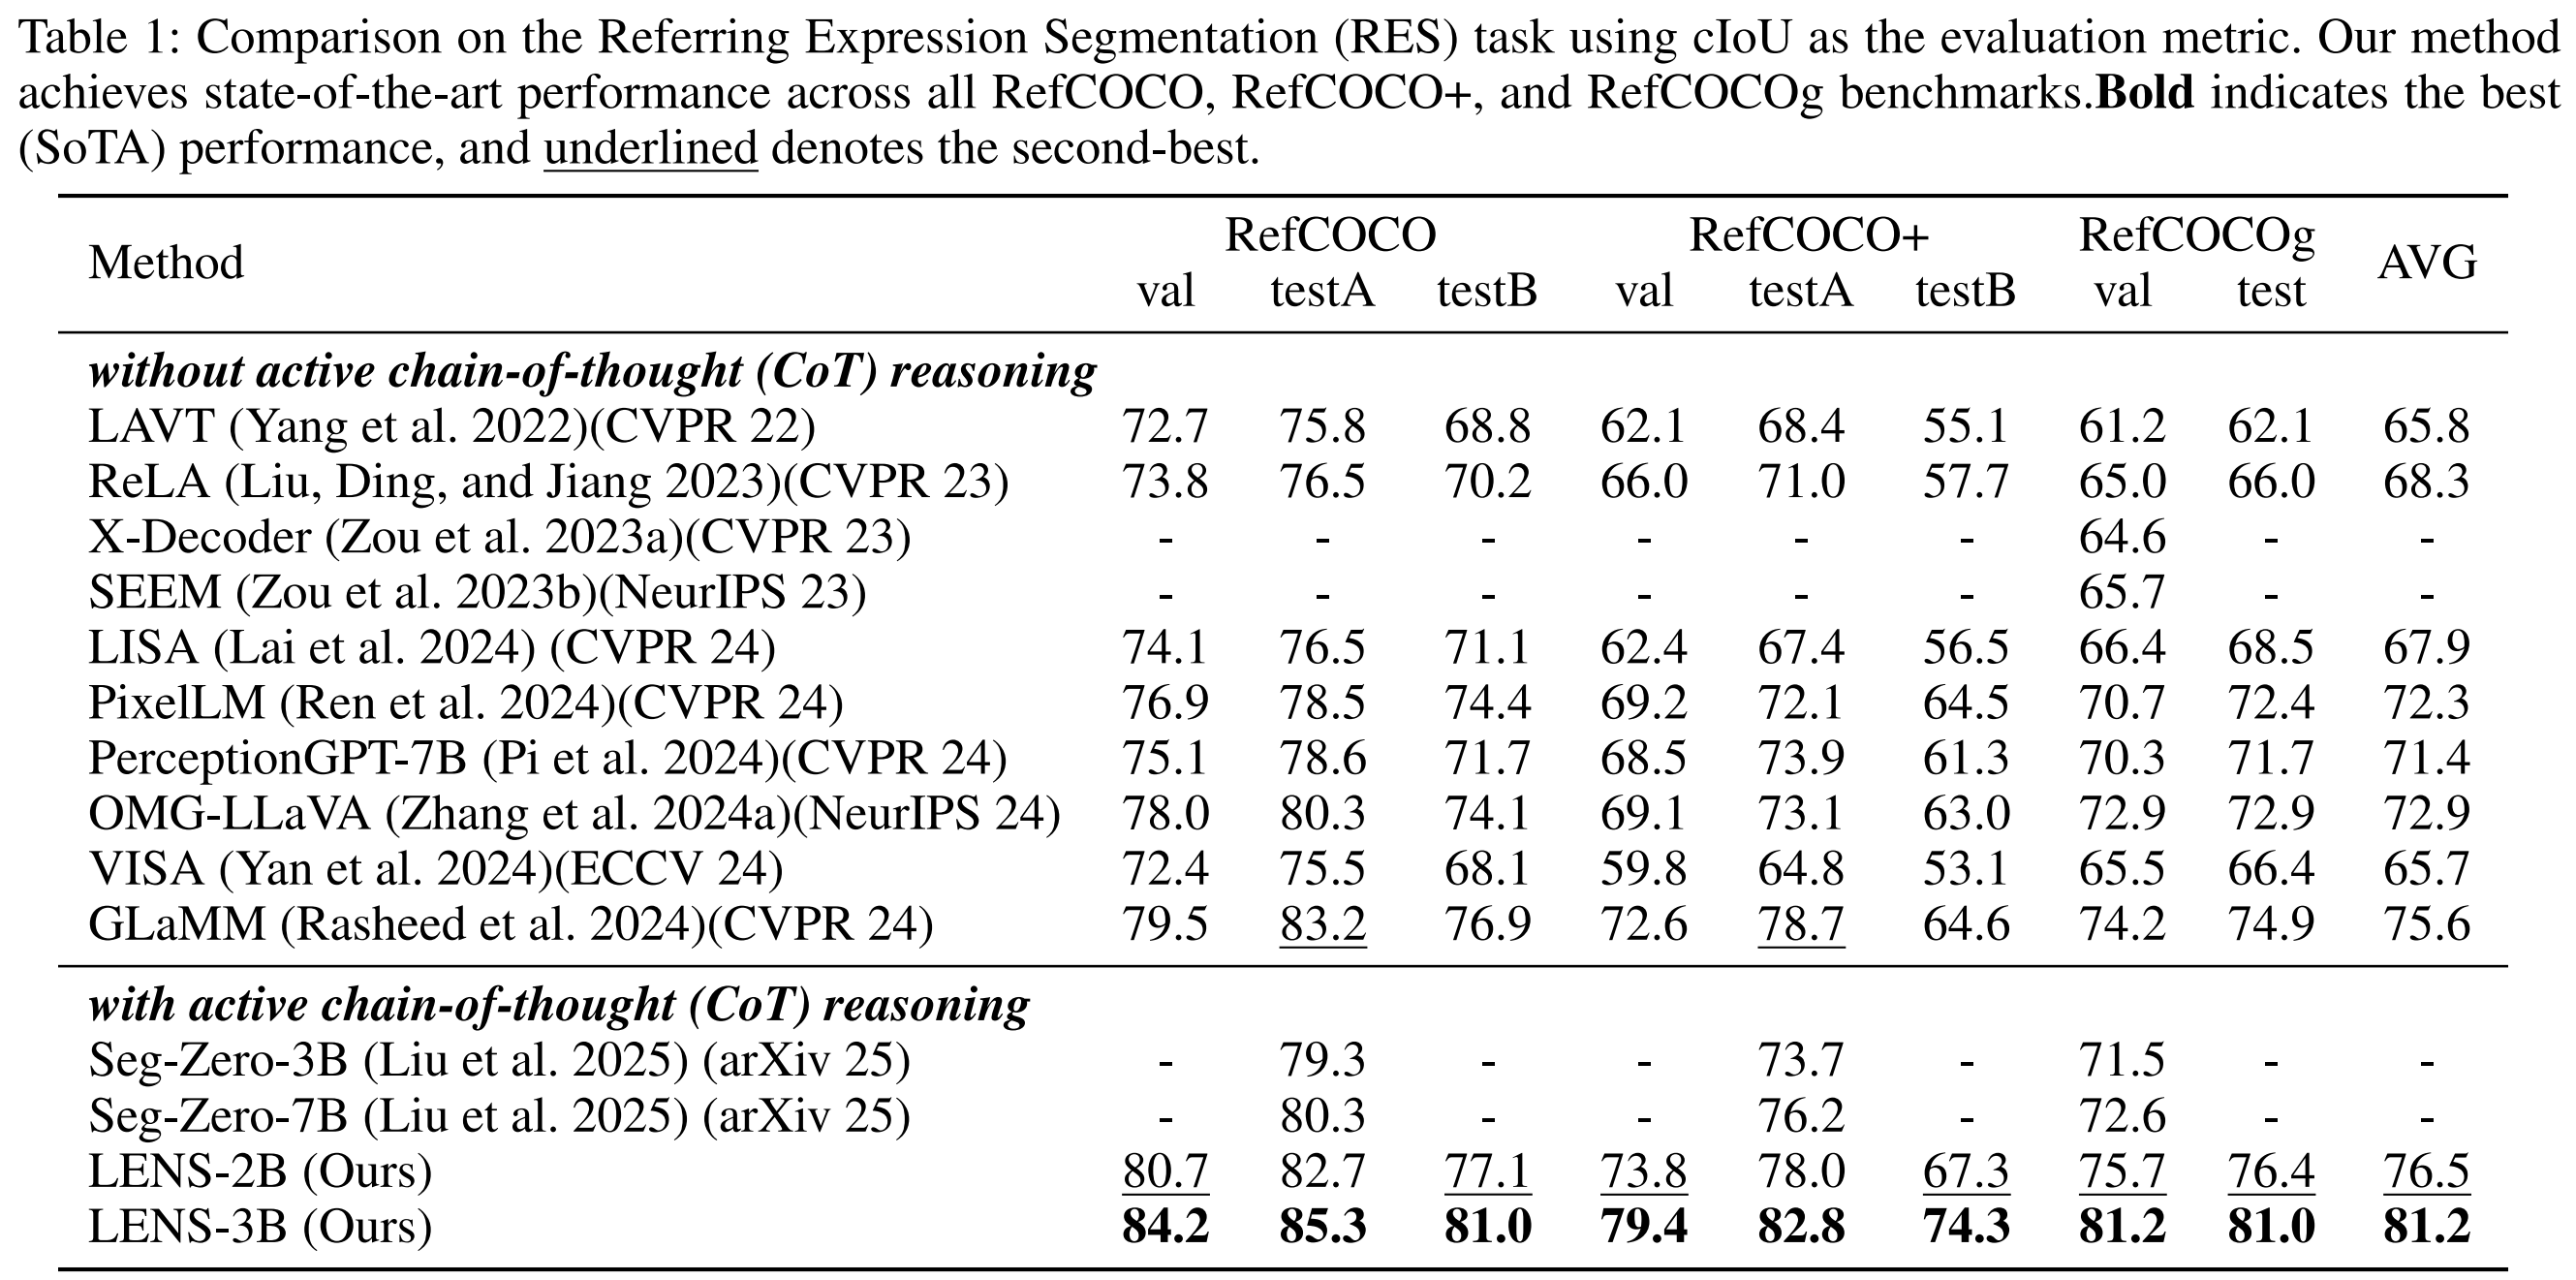 Table 1: Comparison on the Referring Expression Segmentation (RES) task using cIoU as the evaluation metric. Our method
achieves state-of-the-art performance across all RefCOCO, RefCOCO+, and RefCOCOg benchmarks.Bold indicates the best
(SoTA) performance, and underlined denotes the second-best.
Method RefCOCO RefCOCO+ RefCOCOg AVG
val testA testB val testA testB val test
without active chain-of-thought (CoT) reasoning
LAVT (Yang et al. 2022)(CVPR 22) 72.7 75.8 68.8 62.1 68.4 55.1 61.2 62.1 65.8
ReLA (Liu, Ding, and Jiang 2023)(CVPR 23) 73.8 76.5 70.2 66.0 71.0 57.7 65.0 66.0 68.3
X-Decoder (Zou et al. 2023a)(CVPR 23) - - - - - - 64.6 - -
SEEM (Zou et al. 2023b)(NeurIPS 23) - - - - - - 65.7 - -
LISA (Lai et al. 2024) (CVPR 24) 74.1 76.5 71.1 62.4 67.4 56.5 66.4 68.5 67.9
PixelLM (Ren et al. 2024)(CVPR 24) 76.9 78.5 74.4 69.2 72.1 64.5 70.7 72.4 72.3
PerceptionGPT-7B (Pi et al. 2024)(CVPR 24) 75.1 78.6 71.7 68.5 73.9 61.3 70.3 71.7 71.4
OMG-LLaVA (Zhang et al. 2024a)(NeurIPS 24) 78.0 80.3 74.1 69.1 73.1 63.0 72.9 72.9 72.9
VISA (Yan et al. 2024)(ECCV 24) 72.4 75.5 68.1 59.8 64.8 53.1 65.5 66.4 65.7
GLaMM (Rasheed et al. 2024)(CVPR 24) 79.5 83.2 76.9 72.6 78.7 64.6 74.2 74.9 75.6
with active chain-of-thought (CoT) reasoning
Seg-Zero-3B (Liu et al. 2025) (arXiv 25) - 79.3 - - 73.7 - 71.5 - -
Seg-Zero-7B (Liu et al. 2025) (arXiv 25) - 80.3 - - 76.2 - 72.6 - -
LENS-2B (Ours) 80.7 82.7 77.1 73.8 78.0 67.3 75.7 76.4 76.5
LENS-3B (Ours) 84.2 85.3 81.0 79.4 82.8 74.3 81.2 81.0 81.2